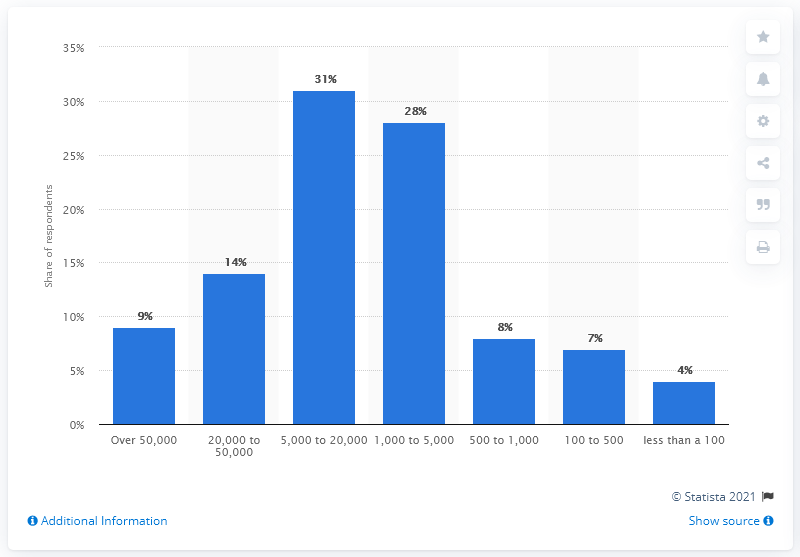 35%
30%
25%
20%
15%
10%
5%
0%
Share of respondents
9%
14%
31%
28%
8%
7%
4%
Over 50,000
20,000 to
50,000
5,000 to 20,000
1,000 to 5,000
500 to 1,000
100 to 500
less than a 100
© Statista 2021
Additional Information
Show source